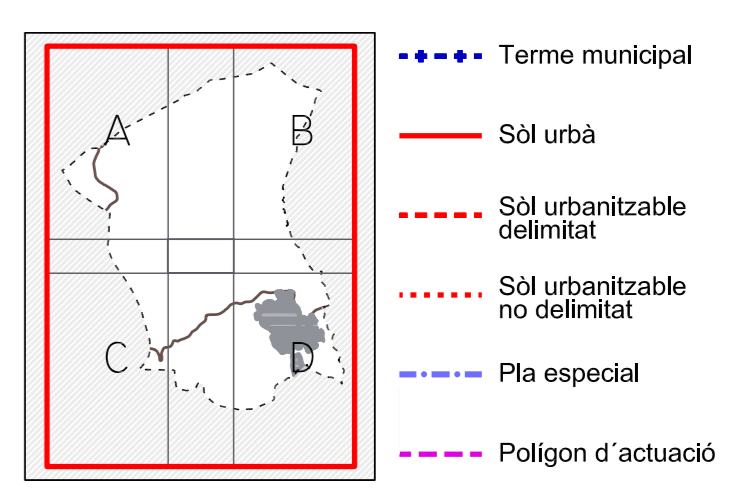 A
B
C
D
Terme municipal
Sòl urbà
Sòl urbanitzable
delimitat
Sòl urbanitzable
no delimitat
Pla especial
Polígon d´actuació